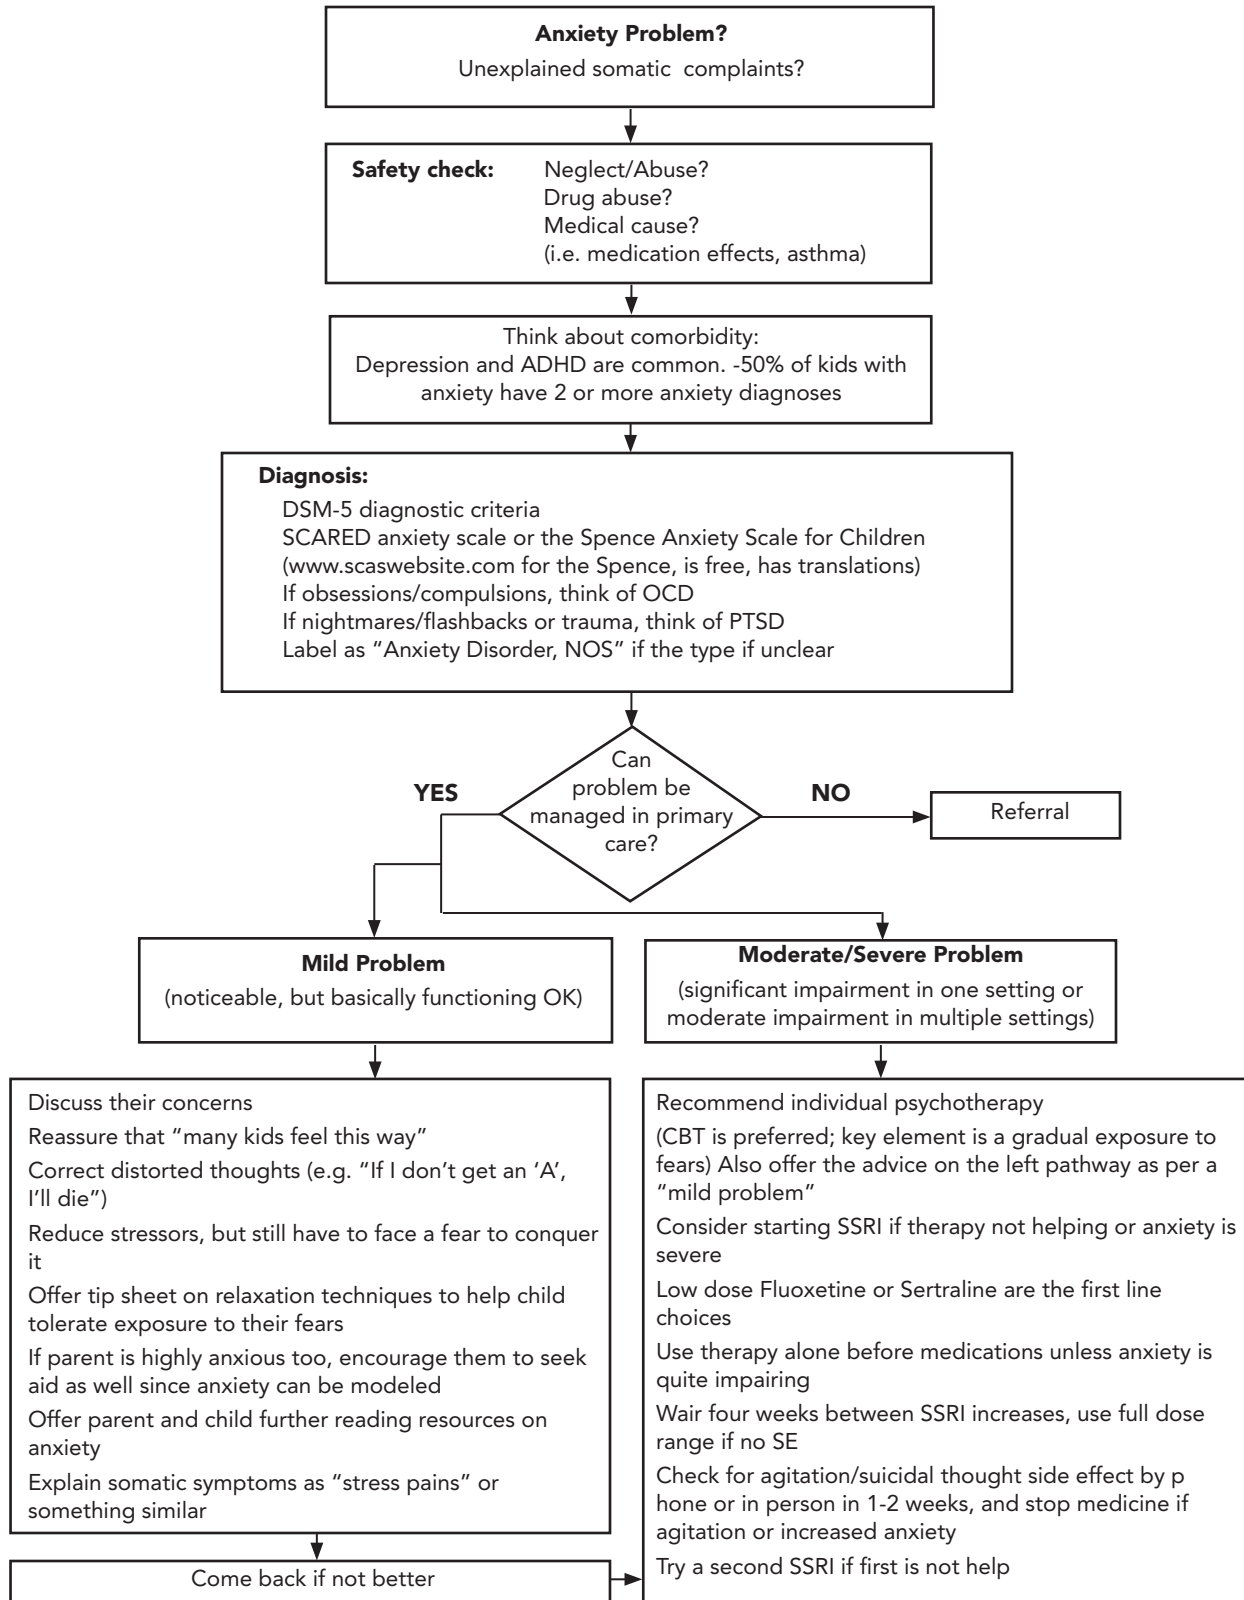 Anxiety Problem?
Unexplained somatic complaints?
Safety check: Neglect/Abuse?
Drug abuse?
Medical cause?
(i.e. medication effects, asthma)
Think about comorbidity:
Depression and ADHD are common. -50% of kids with
anxiety have 2 or more anxiety diagnoses
Diagnosis:
DSM-5 diagnostic criteria
SCARED anxiety scale or the Spence Anxiety Scale for Children
(www.scaswebsite.com for the Spence, is free, has translations)
If obsessions/compulsions, think of OCD
If nightmares/flashbacks or trauma, think of PTSD
Label as “Anxiety Disorder, NOS” if the type if unclear
Can
problem be
managed in primary
care?
YES
NO
Referral
Mild Problem
(noticeable, but basically functioning OK)
Moderate/Severe Problem
(significant impairment in one setting or
moderate impairment in multiple settings)
Discuss their concerns
Reassure that “many kids feel this way”
Correct distorted thoughts (e.g. “If I don’t get an ‘A’,
I’ll die”)
Reduce stressors, but still have to face a fear to conquer
it
Offer tip sheet on relaxation techniques to help child
tolerate exposure to their fears
If parent is highly anxious too, encourage them to seek
aid as well since anxiety can be modeled
Offer parent and child further reading resources on
anxiety
Explain somatic symptoms as “stress pains” or
something similar
Come back if not better
Recommend individual psychotherapy
(CBT is preferred; key element is a gradual exposure to
fears) Also offer the advice on the left pathway as per a
“mild problem”
Consider starting SSRI if therapy not helping or anxiety is
severe
Low dose Fluoxetine or Sertraline are the first line
choices
Use therapy alone before medications unless anxiety is
quite impairing
Wair four weeks between SSRI increases, use full dose
range if no SE
Check for agitation/suicidal thought side effect by p
hone or in person in 1-2 weeks, and stop medicine if
agitation or increased anxiety
Try a second SSRI if first is not help